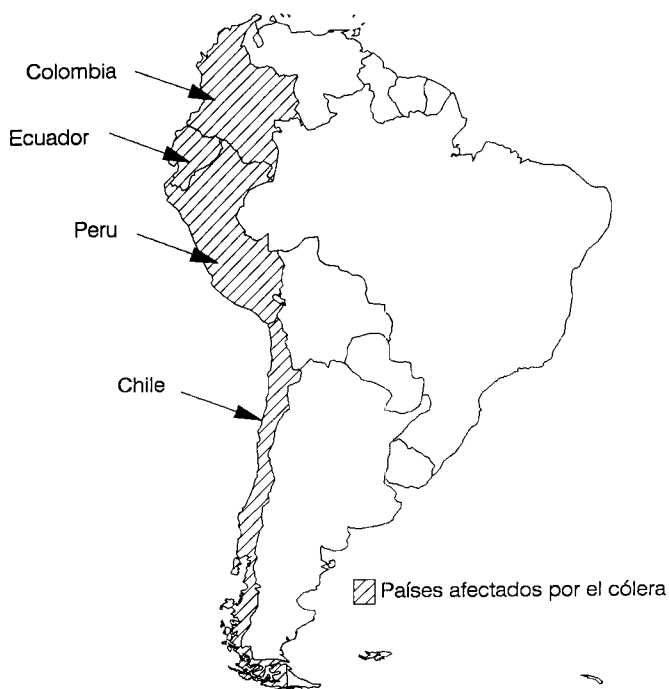 Colombia
Ecuador
Peru
Chile
Países afectados por el cólera